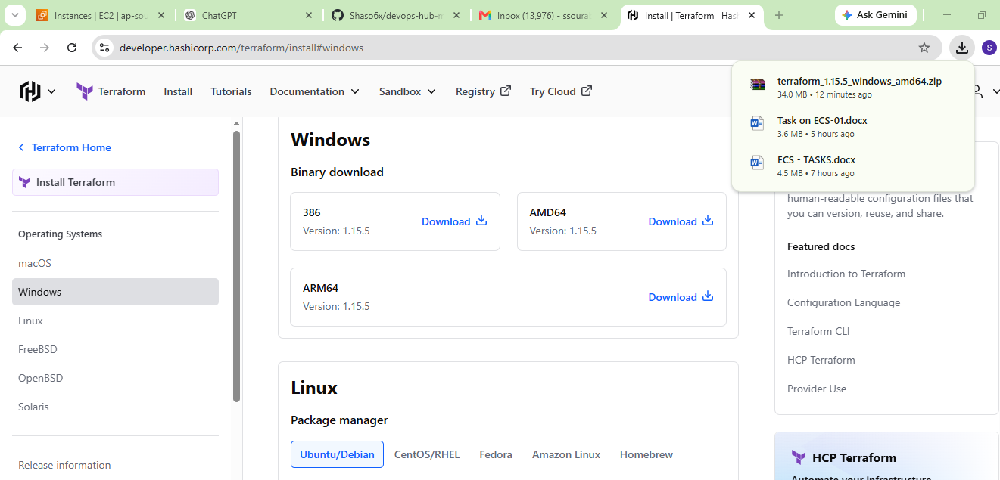 Instances | EC2 | ap-sou
ChatGPT
Shaso6x/devops-hub-m
Inbox (13,976) - ssourab
Install | Terraform | Hash
Ask Gemini
developer.hashicorp.com/terraform/install#windows
S
Terraform
Install
Tutorials
Documentation
Sandbox
Registry
Try Cloud
terraform_1.15.5_windows_amd64.zip
34.0 MB • 12 minutes ago
Task on ECS-01.docx
3.6 MB • 5 hours ago
ECS - TASKS.docx
4.5 MB • 7 hours ago
Terraform Home
Install Terraform
Operating Systems
macOS
Windows
Linux
FreeBSD
OpenBSD
Solaris
Release information
Windows
Binary download
386
Version: 1.15.5
Download
AMD64
Version: 1.15.5
Download
ARM64
Version: 1.15.5
Download
Linux
Package manager
Ubuntu/Debian
CentOS/RHEL
Fedora
Amazon Linux
Homebrew
human-readable configuration files that
you can version, reuse, and share.
Featured docs
Introduction to Terraform
Configuration Language
Terraform CLI
HCP Terraform
Provider Use
HCP Terraform
Automate your infrastructure